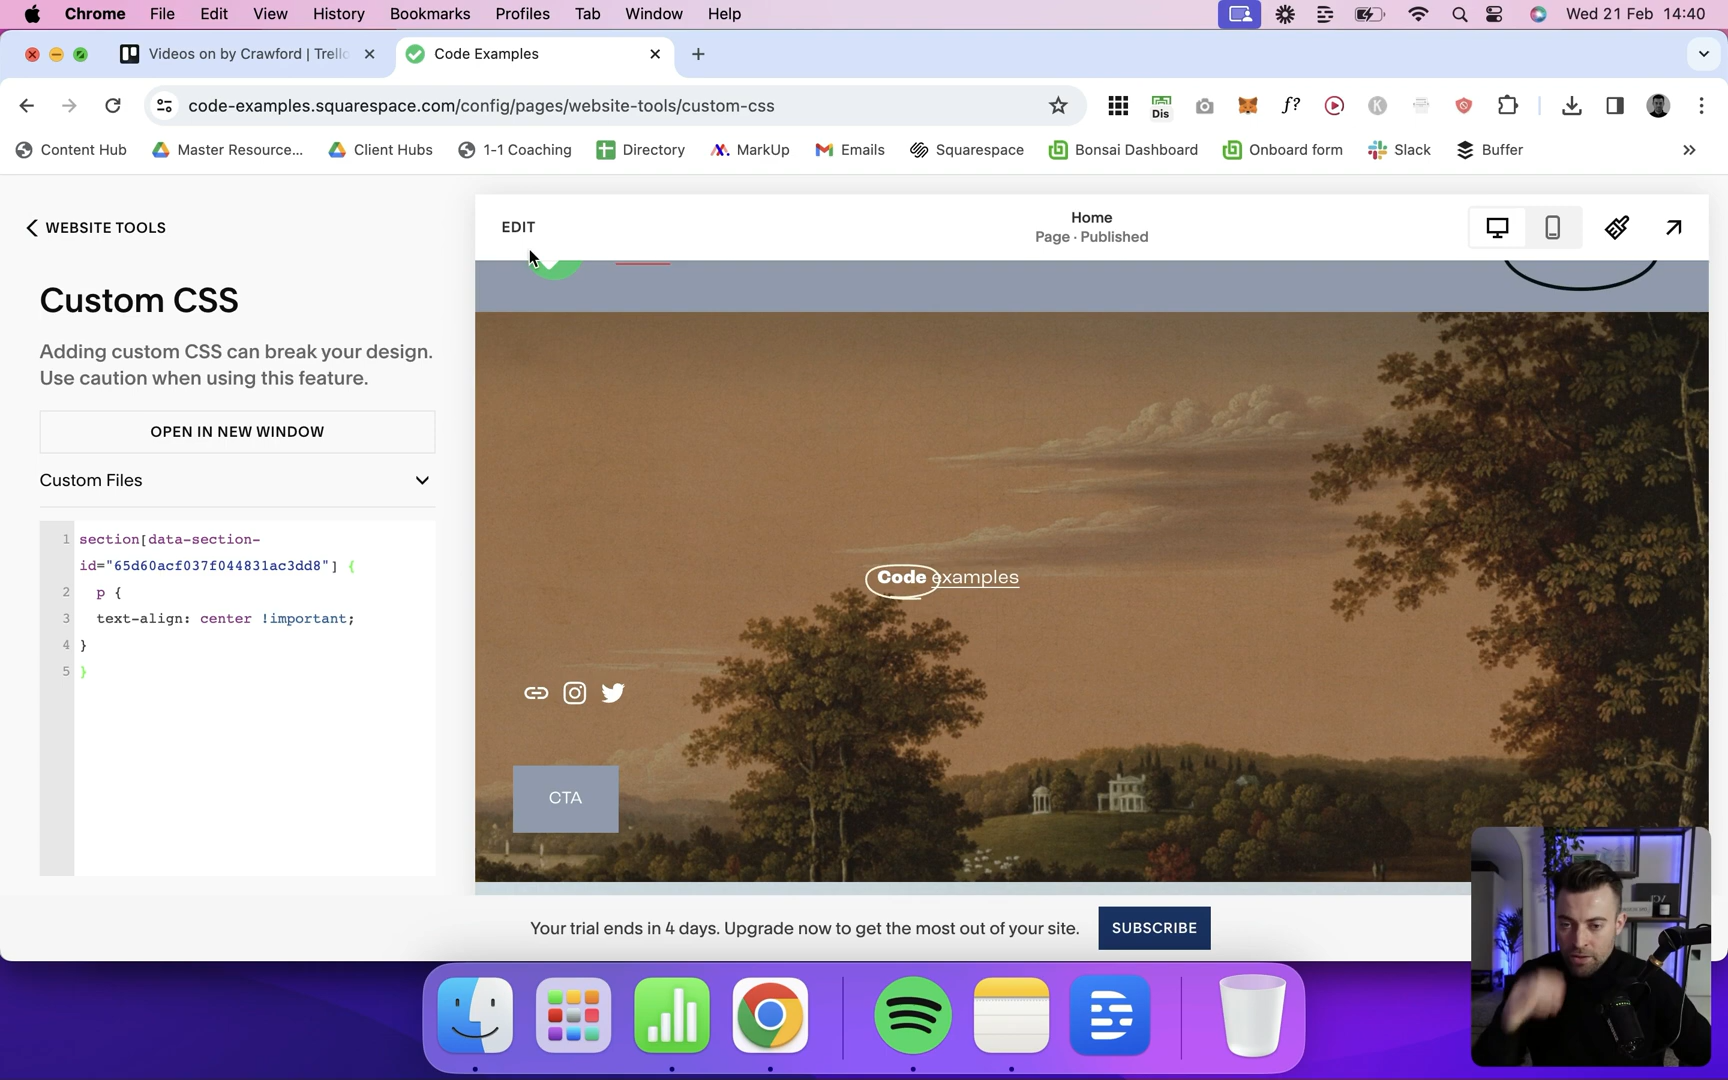 Chrome File Edit View History Bookmarks Profiles Tab Window Help Wed 21 Feb 14:40
Videos on by Crawford | Trello Code Examples
code-examples.squarespace.com/config/pages/website-tools/custom-css
f?
Dis
K
Content Hub Master Resource... Client Hubs 1-1 Coaching Directory MarkUp Emails Squarespace Bonsai Dashboard Onboard form Slack Buffer
WEBSITE TOOLS
EDIT
Home
Page · Published
Custom CSS
Adding custom CSS can break your design.
Use caution when using this feature.
OPEN IN NEW WINDOW
Custom Files
1 section[data-section-
id="65d60acf037f044831ac3dd8"] {
2 p {
3 text-align: center !important;
4 }
5 }
Code examples
CTA
Your trial ends in 4 days. Upgrade now to get the most out of your site. SUBSCRIBE